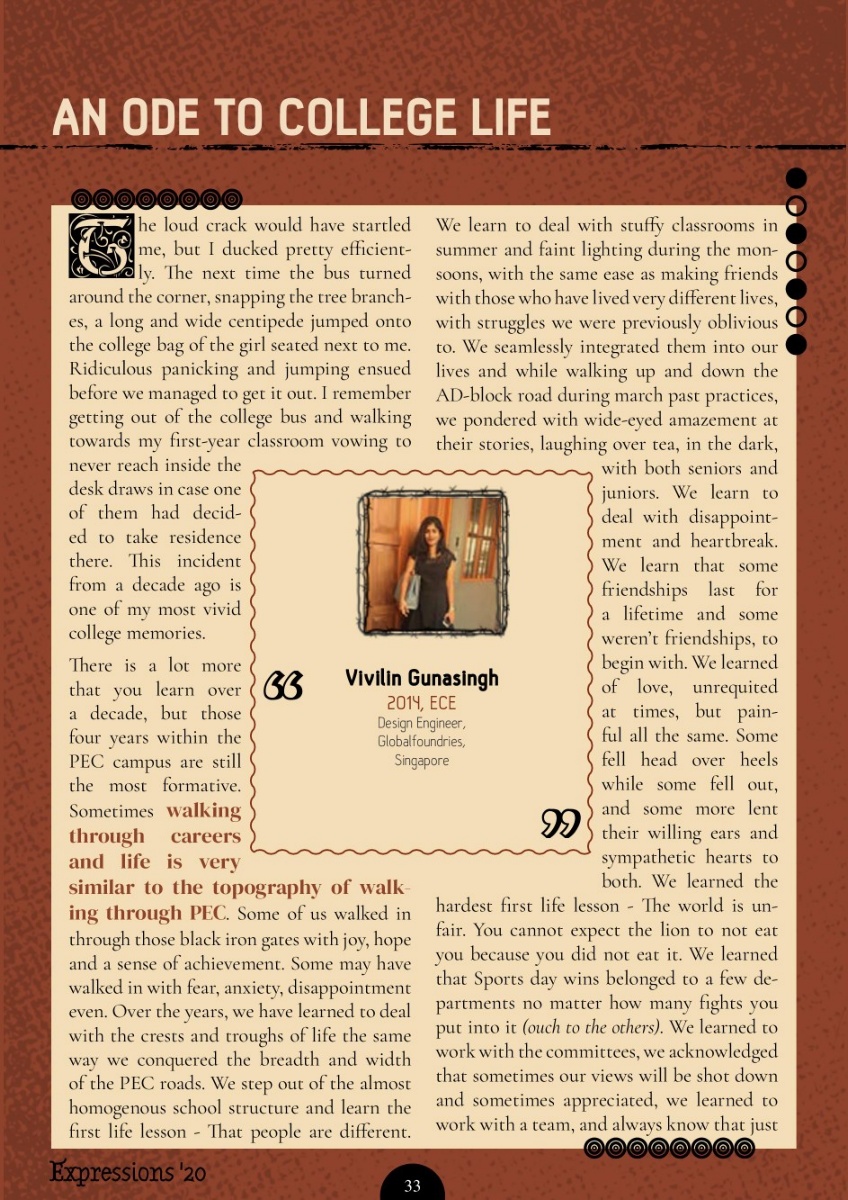 AN ODE TO COLLEGE LIFE
The loud crack would have startled
me, but I ducked pretty efficient-
ly. The next time the bus turned
around the corner, snapping the tree branch-
es, a long and wide centipede jumped onto
the college bag of the girl seated next to me.
Ridiculous panicking and jumping ensued
before we managed to get it out. I remember
getting out of the college bus and walking
towards my first-year classroom vowing to
never reach inside the
desk draws in case one
of them had decid-
ed to take residence
there. This incident
from a decade ago is
one of my most vivid
college memories.
There is a lot more
that you learn over
a decade, but those
four years within the
PEC campus are still
the most formative.
Sometimes walking
through careers
and life is very
similar to the topography of walk-
ing through PEC. Some of us walked in
through those black iron gates with joy, hope
and a sense of achievement. Some may have
walked in with fear, anxiety, disappointment
even. Over the years, we have learned to deal
with the crests and troughs of life the same
way we conquered the breadth and width
of the PEC roads. We step out of the almost
homogenous school structure and learn the
first life lesson - That people are different.
We learn to deal with stuffy classrooms in
summer and faint lighting during the mon-
soons, with the same ease as making friends
with those who have lived very different lives,
with struggles we were previously oblivious
to. We seamlessly integrated them into our
lives and while walking up and down the
AD-block road during march past practices,
we pondered with wide-eyed amazement at
their stories, laughing over tea, in the dark,
with both seniors and
juniors. We learn to
deal with disappoint-
ment and heartbreak.
We learn that some
friendships last for
a lifetime and some
weren't friendships, to
begin with. We learned
of love, unrequited
at times, but pain-
ful all the same. Some
fell head over heels
while some fell out,
and some more lent
their willing ears and
sympathetic hearts to
both. We learned the
hardest first life lesson - The world is un-
fair. You cannot expect the lion to not eat
you because you did not eat it. We learned
that Sports day wins belonged to a few de-
partments no matter how many fights you
put into it (ouch to the others). We learned to
work with the committees, we acknowledged
that sometimes our views will be shot down
and sometimes appreciated, we learned to
work with a team, and always know that just
“
Vivilin Gunasingh
2014, ECE
Design Engineer,
Globalfoundries,
Singapore
”
Expressions '20
33